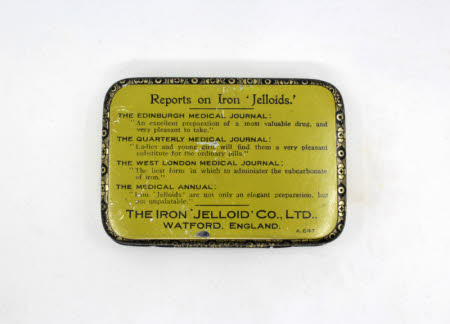 Reports on Iron 'Jelloids.'
THE EDINBURGH MEDICAL JOURNAL:
"An excellent preparation of a most valuable drug, and
very pleasant to take."
THE QUARTERLY MEDICAL JOURNAL:
"Ladies and young girls will find them a very pleasant
substitute for the ordinary pills."
THE WEST LONDON MEDICAL JOURNAL:
"The best form in which to administer the subcarbonate
of iron."
THE MEDICAL ANNUAL:
"Iron 'Jelloids' are not only an elegant preparation, but
not unpalatable."
THE IRON 'JELLOID' CO., LTD.,
WATFORD, ENGLAND.